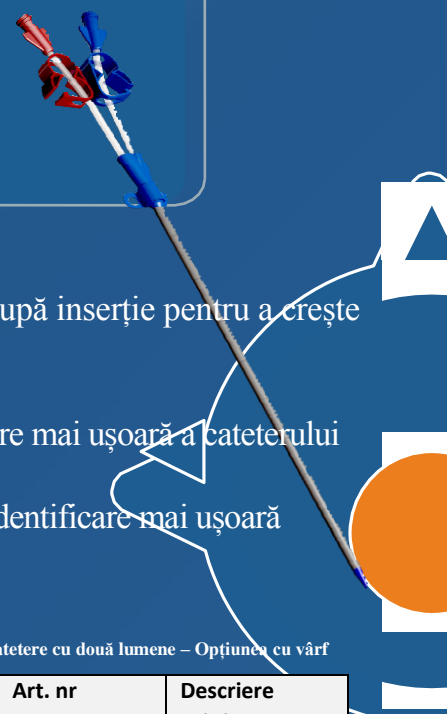 upă inserție pentru a crește
re mai ușoară a cateterului
dentificare mai ușoară
atetere cu două lumene – Opțiunea cu vârf
Art. nr Descriere